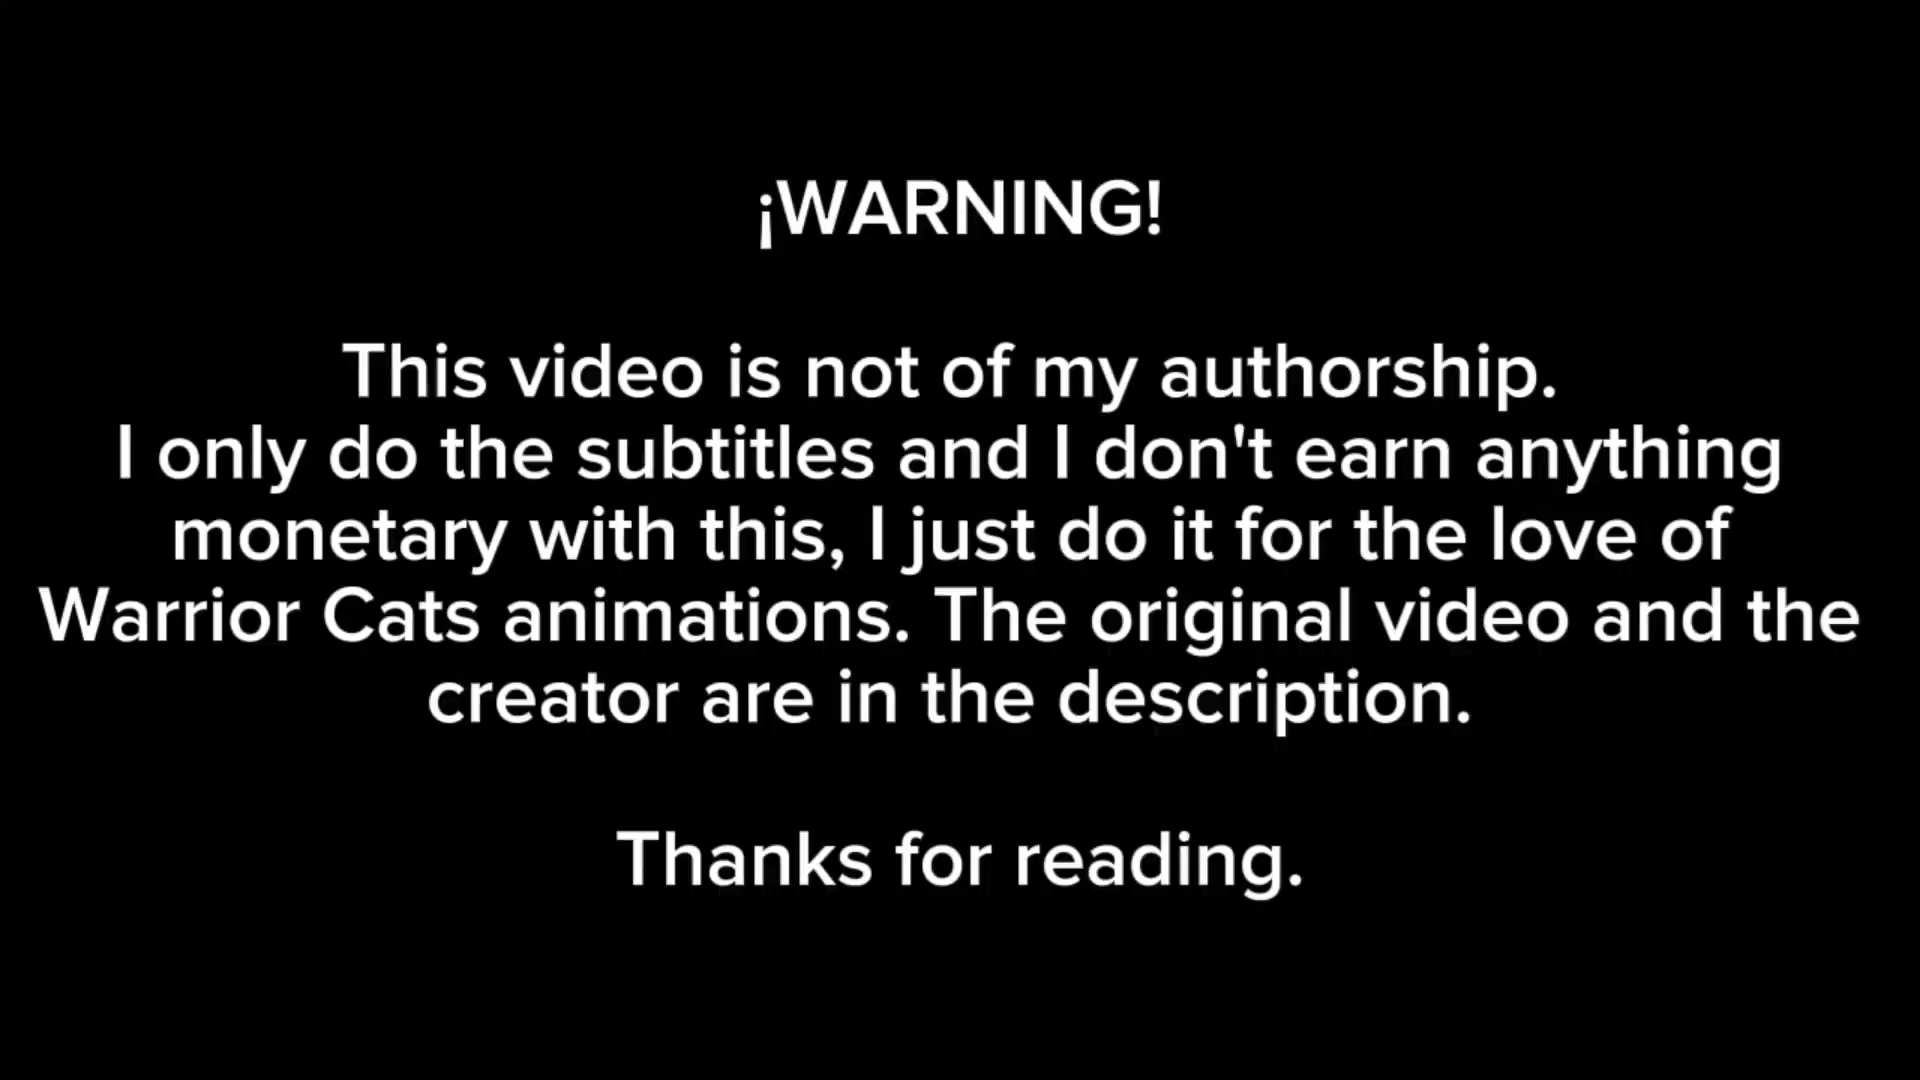 ¡WARNING!
This video is not of my authorship.
I only do the subtitles and I don't earn anything
monetary with this, I just do it for the love of
Warrior Cats animations. The original video and the
creator are in the description.
Thanks for reading.